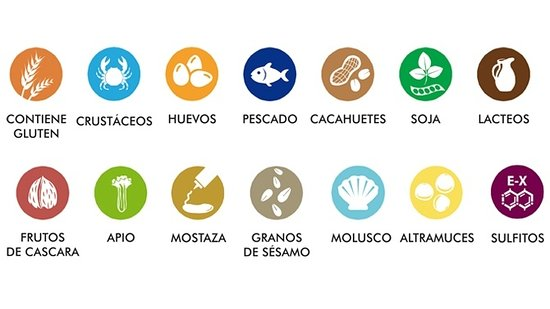 CONTIENE
GLUTEN
CRUSTÁCEOS
HUEVOS
PESCADO
CACAHUETES
SOJA
LACTEOS
E-X
FRUTOS
DE CASCARA
APIO
MOSTAZA
GRANOS
DE SÉSAMO
MOLUSCO
ALTRAMUCES
SULFITOS